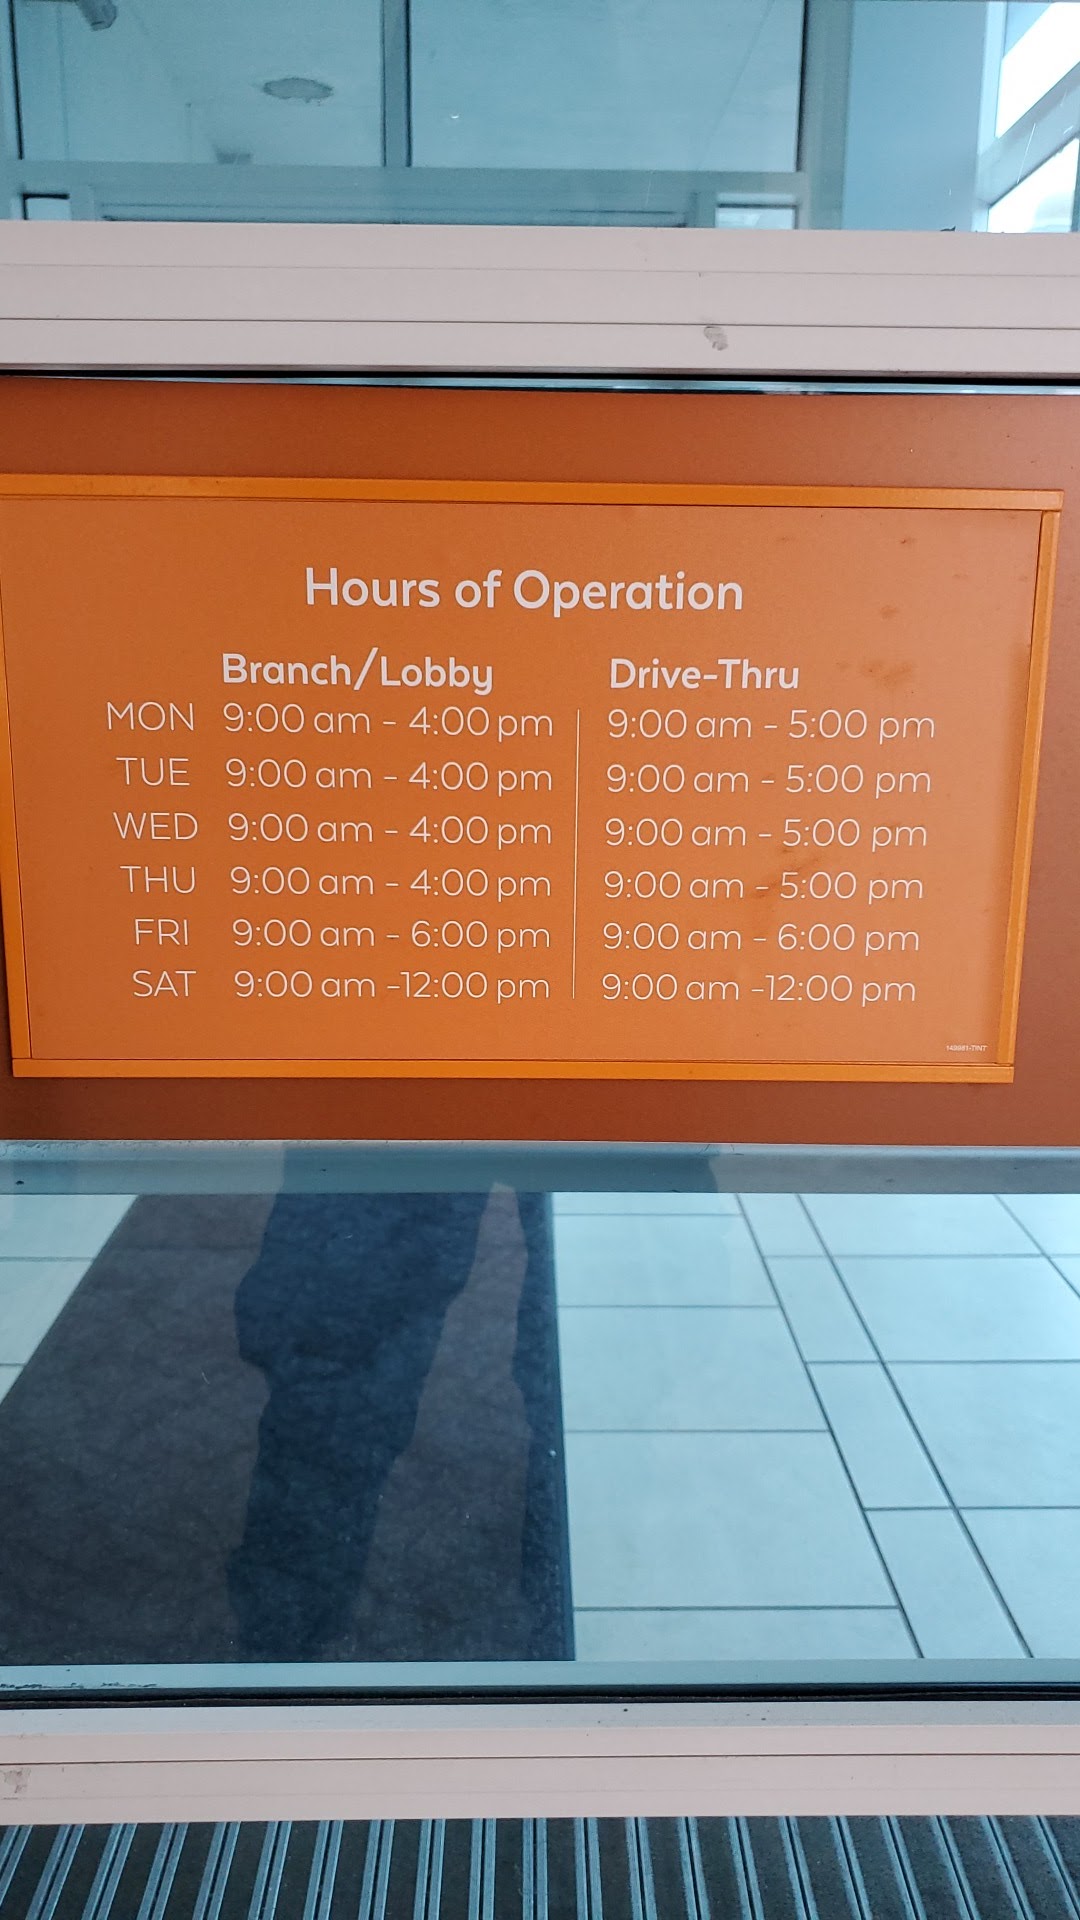 Hours of Operation
Branch/Lobby Drive-Thru
MON 9:00 am - 4:00 pm 9:00 am - 5:00 pm
TUE 9:00 am - 4:00 pm 9:00 am - 5:00 pm
WED 9:00 am - 4:00 pm 9:00 am - 5:00 pm
THU 9:00 am - 4:00 pm 9:00 am - 5:00 pm
FRI 9:00 am - 6:00 pm 9:00 am - 6:00 pm
SAT 9:00 am -12:00 pm 9:00 am -12:00 pm